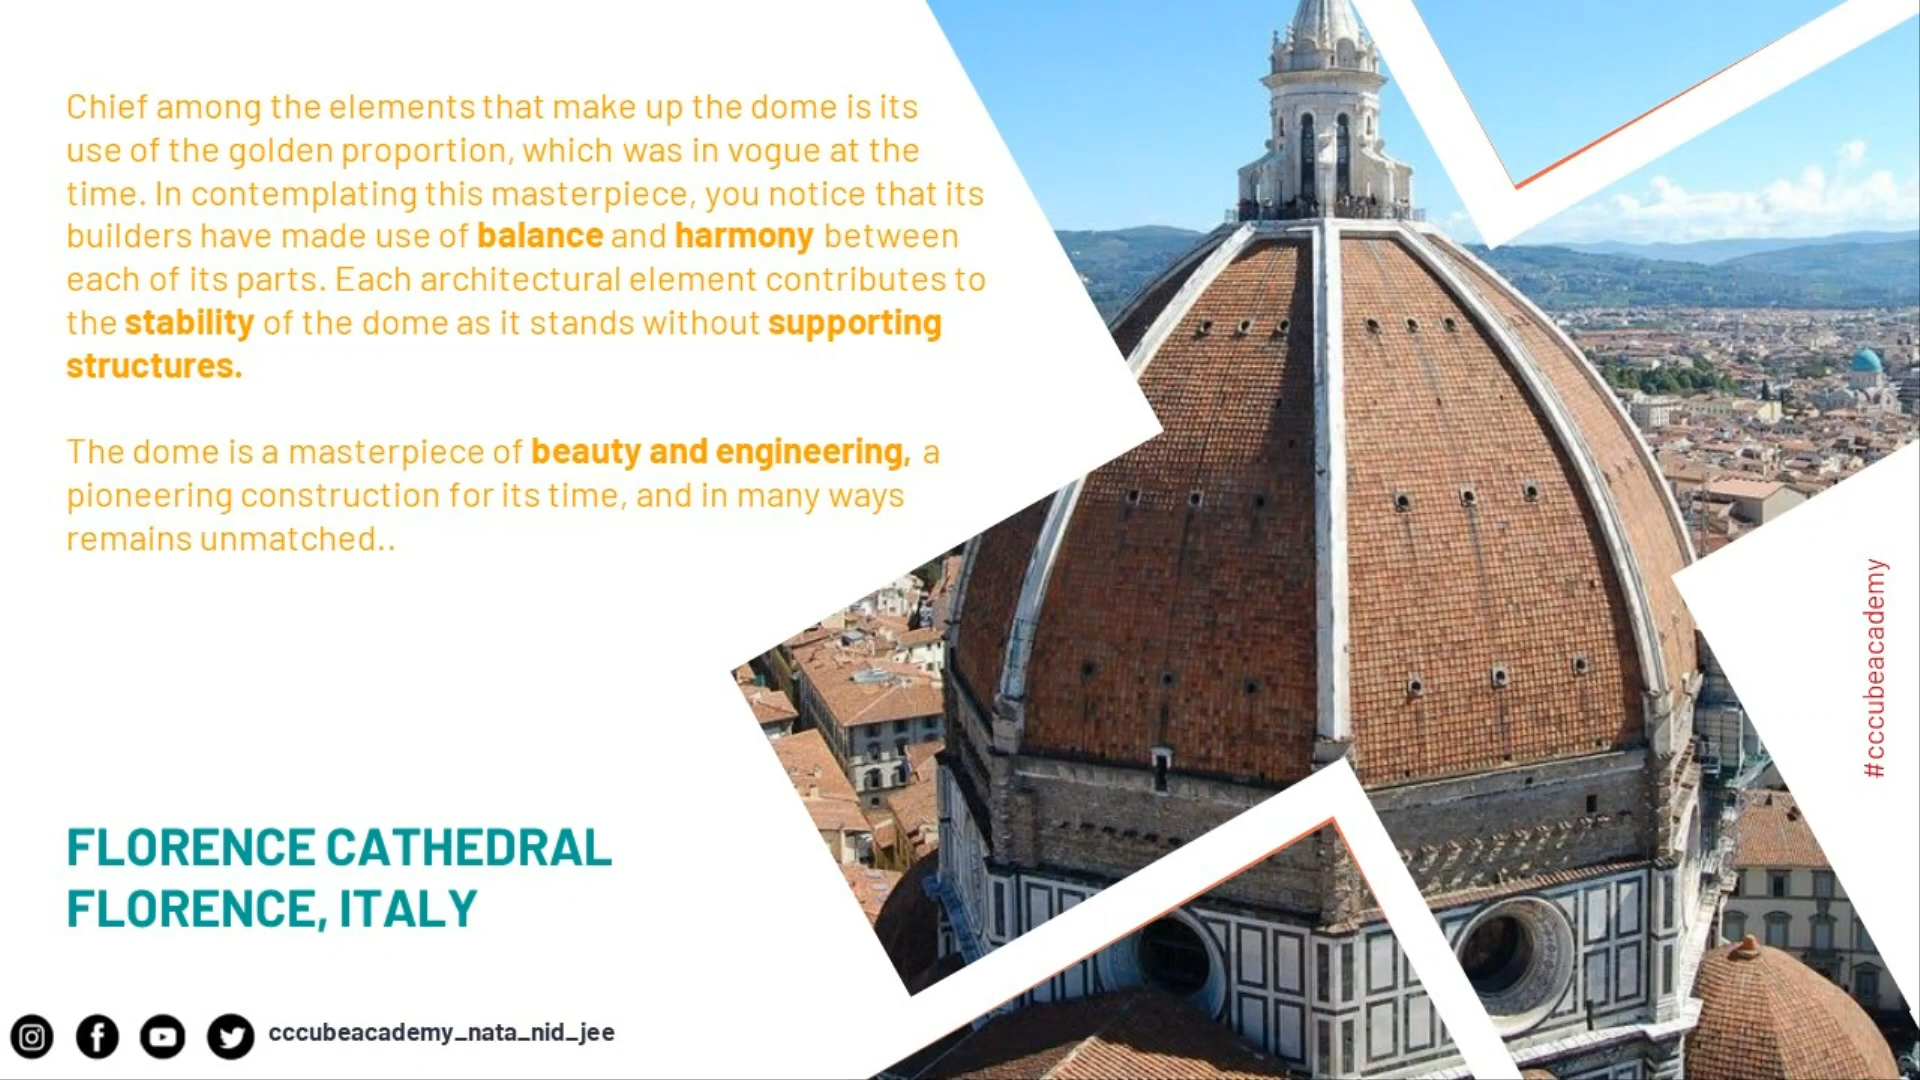 Chief among the elements that make up the dome is its
use of the golden proportion, which was in vogue at the
time. In contemplating this masterpiece, you notice that its
builders have made use of balance and harmony between
each of its parts. Each architectural element contributes to
the stability of the dome as it stands without supporting
structures.
The dome is a masterpiece of beauty and engineering, a
pioneering construction for its time, and in many ways
remains unmatched..
FLORENCE CATHEDRAL
FLORENCE, ITALY
cccubeacademy_nata_nid_jee
#cccubeacademy